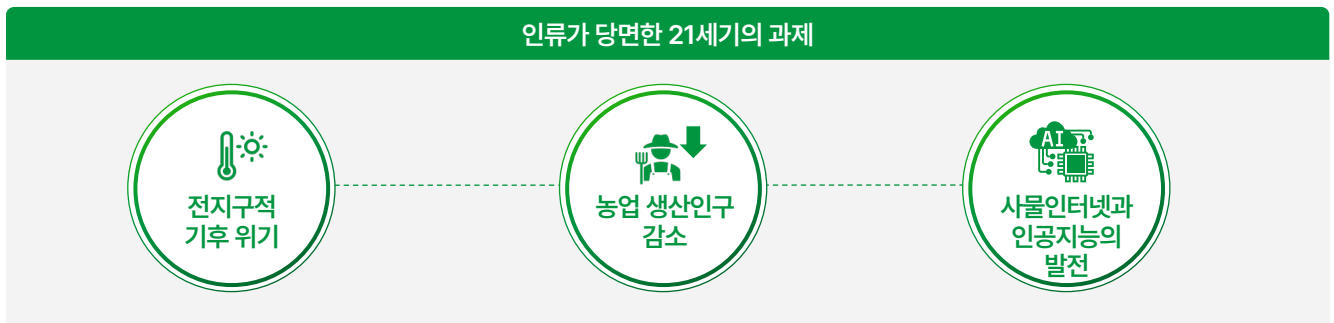 인류가 당면한 21세기의 과제
전지구적
기후 위기
농업 생산인구
감소
AI
사물인터넷과
인공지능의
발전